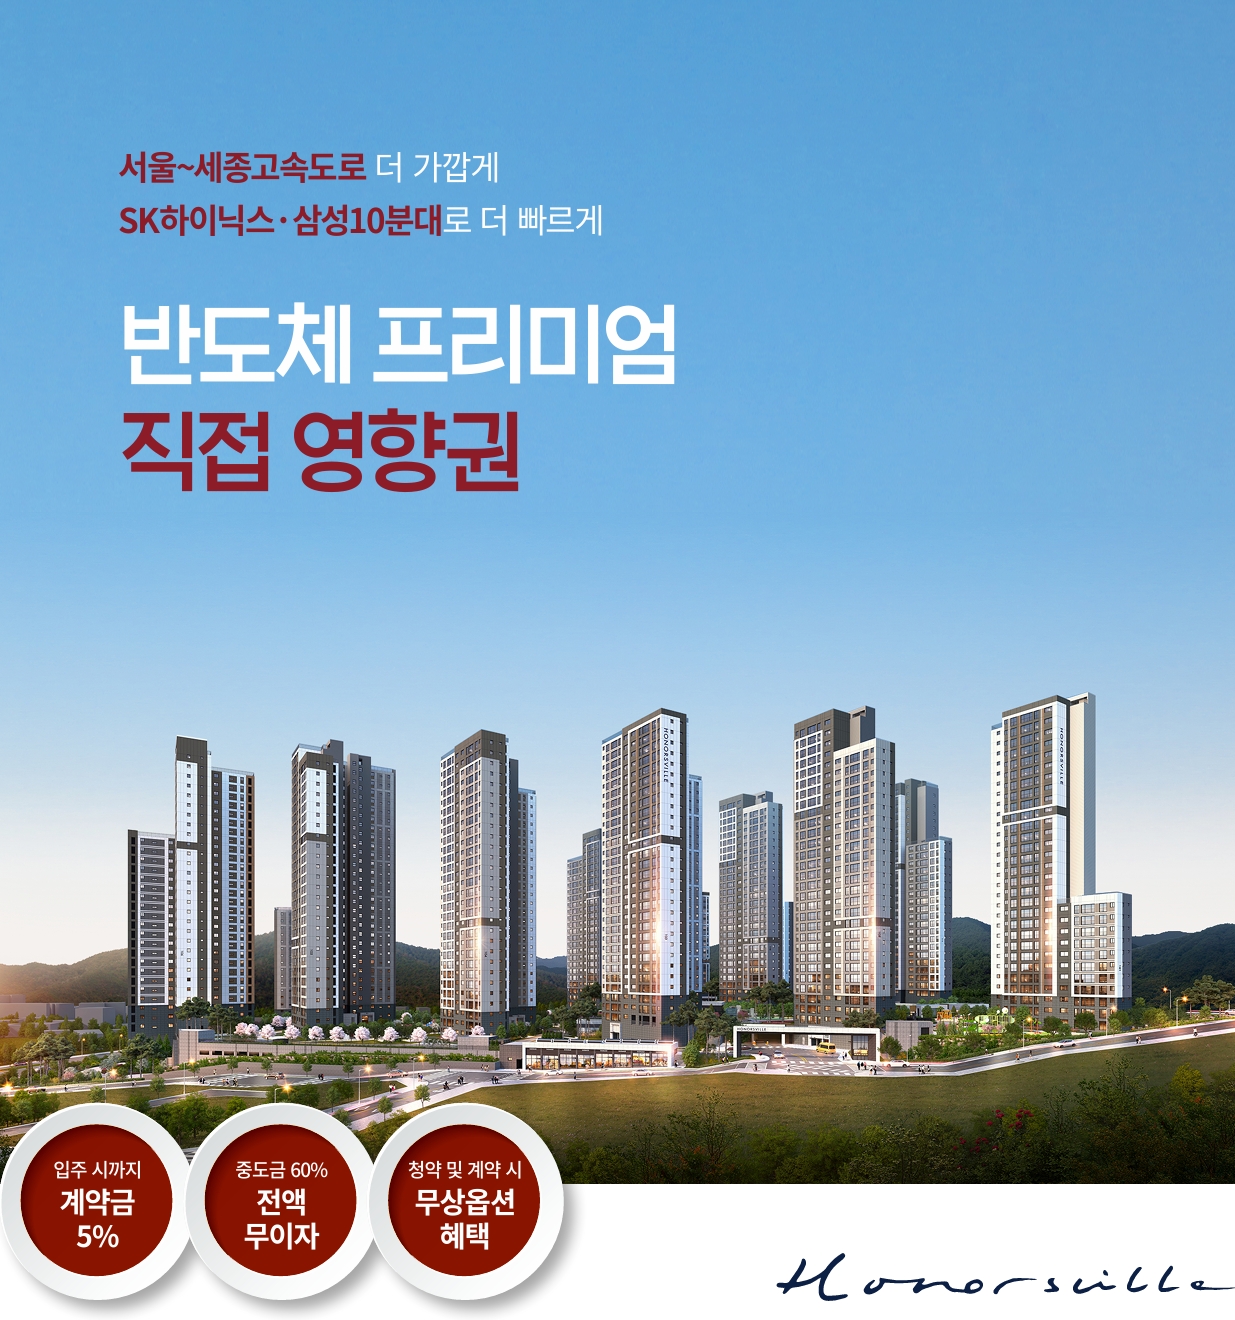 서울~세종고속도로 더 가깝게
SK하이닉스·삼성10분대로 더 빠르게
반도체 프리미엄
직접 영향권
HONORSVILLE
HONORSVILLE
HONORSVILLE
입주 시까지
계약금
5%
중도금 60%
전액
무이자
청약 및 계약 시
무상옵션
혜택
Honorsville